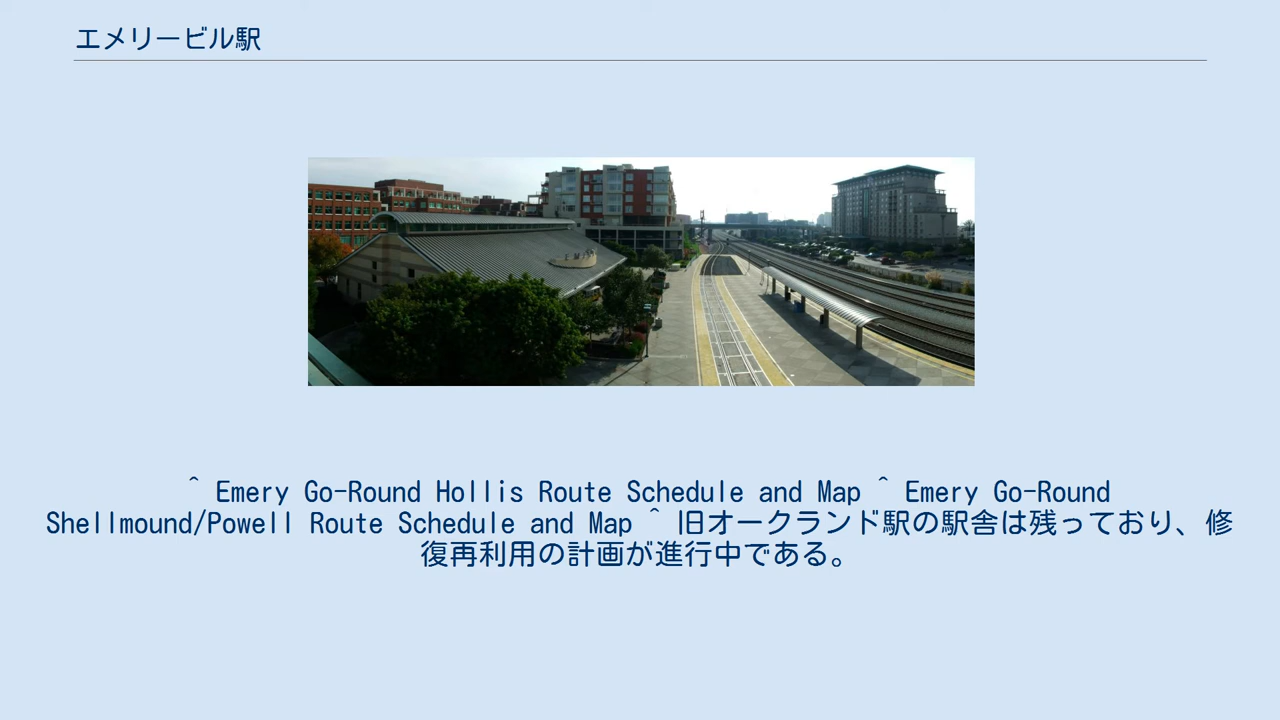 エメリービル駅
^ Emery Go-Round Hollis Route Schedule and Map ^ Emery Go-Round
Shellmound/Powell Route Schedule and Map ^ 旧オークランド駅の駅舎は残っており、修
復再利用の計画が進行中である。